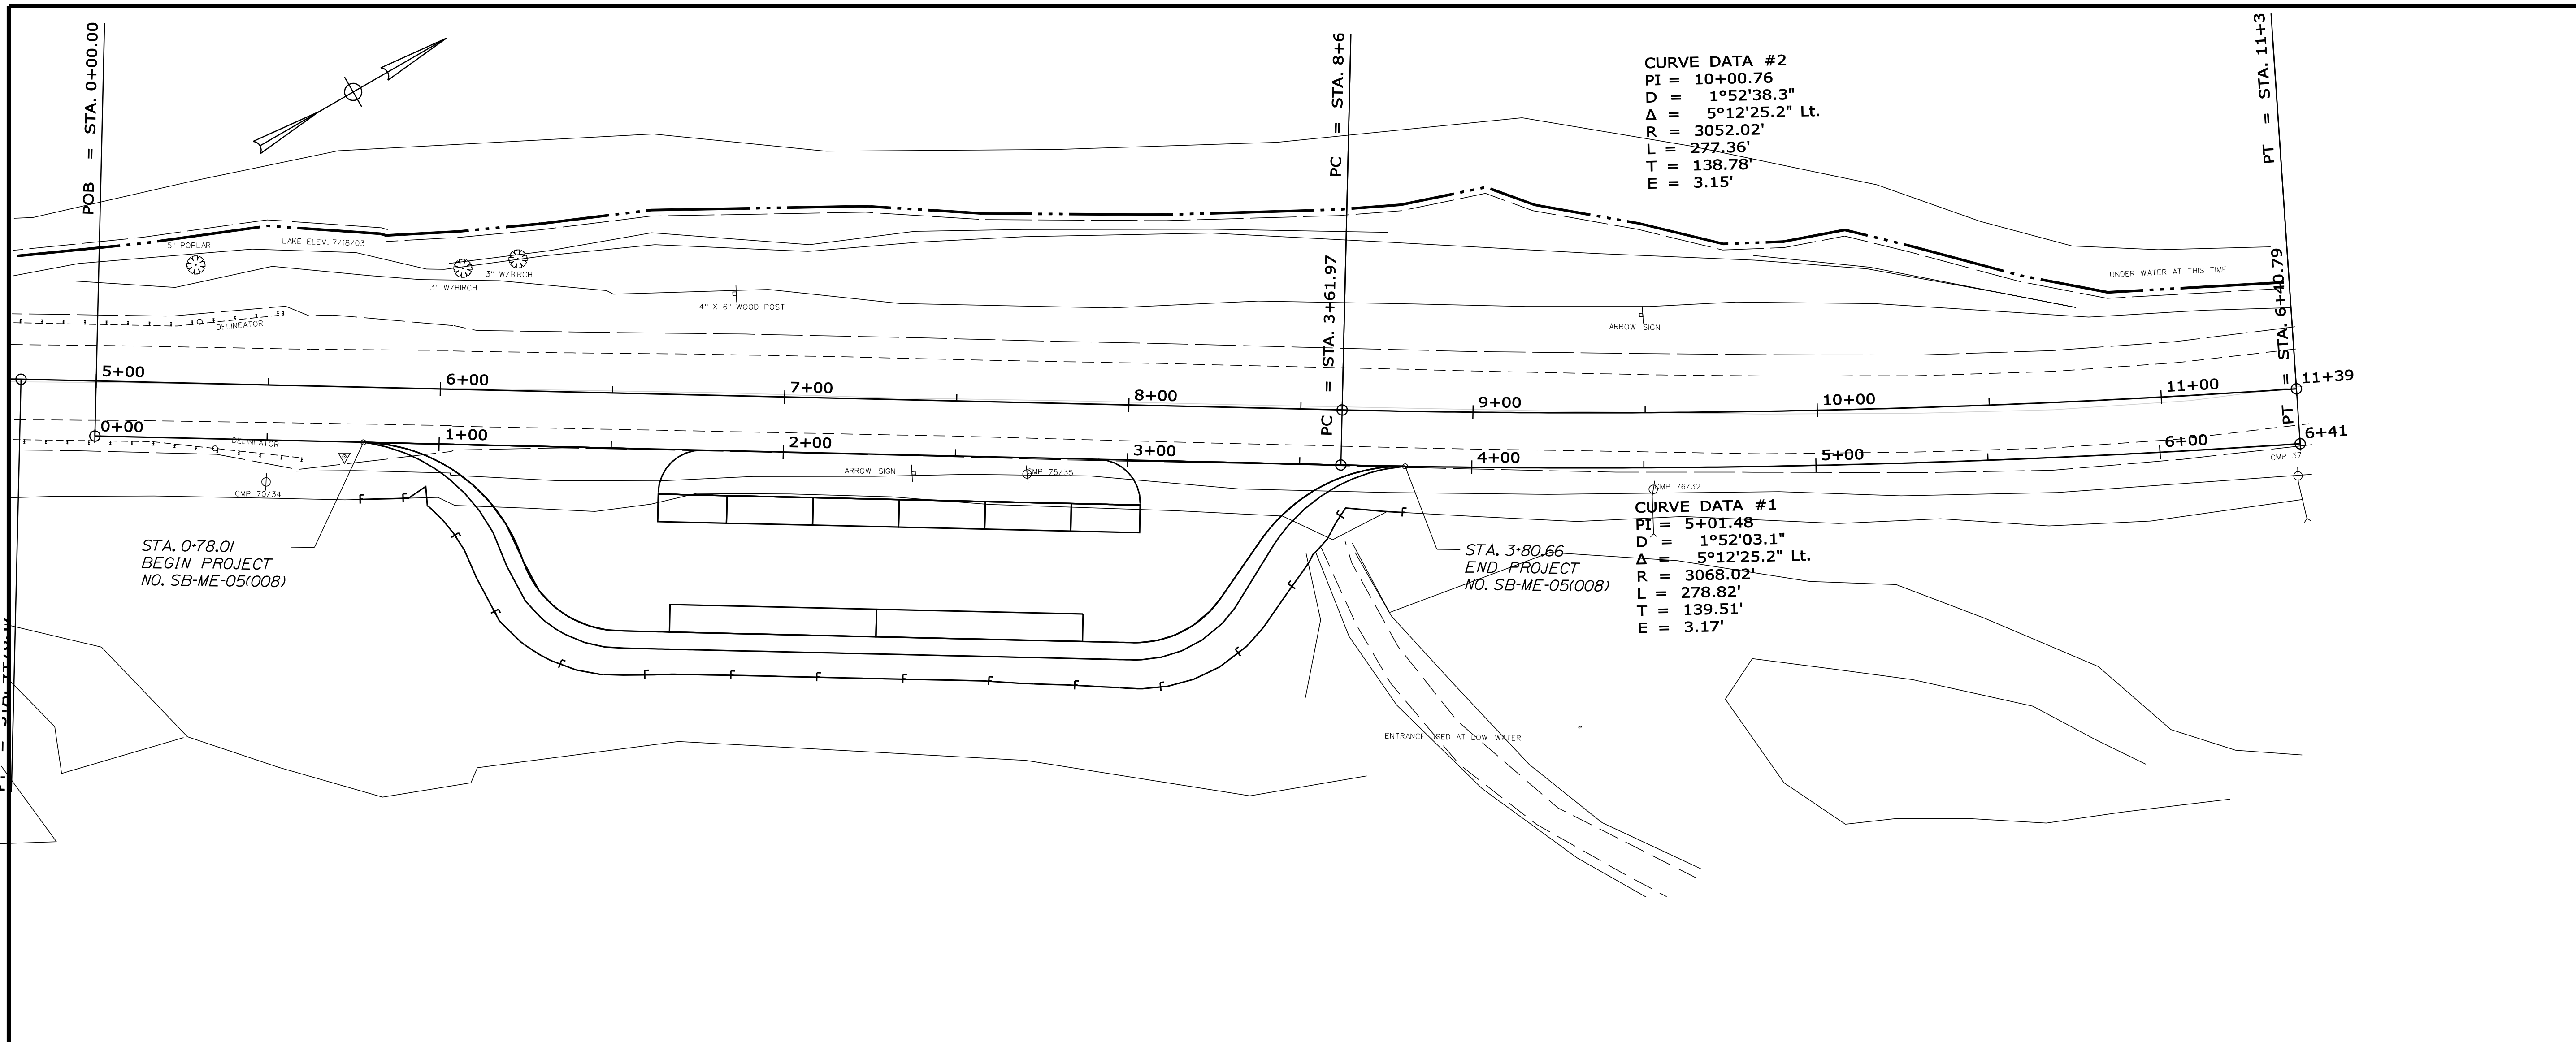 POB = STA. 0+00.00
PC = STA. 8+6
PT = STA. 11+3
CURVE DATA #2
PI = 10+00.76
D = 1°52'38.3"
Δ = 5°12'25.2" Lt.
R = 3052.02'
L = 277.36'
T = 138.78'
E = 3.15'
5" POPLAR
LAKE ELEV. 7/18/03
3" W/BIRCH
3" W/BIRCH
4" X 6" WOOD POST
UNDER WATER AT THIS TIME
DELINEATOR
ARROW SIGN
PC = STA. 3+61.97
PT = STA. 6+40.79
5+00
6+00
7+00
8+00
9+00
10+00
11+00
11+39
0+00
1+00
2+00
3+00
4+00
5+00
6+00
6+41
DELINEATOR
ARROW SIGN
CMP 75/35
CMP 70/34
CMP 76/32
CMP 37
STA. 0+78.01
BEGIN PROJECT
NO. SB-ME-05(008)
STA. 3+80.66
END PROJECT
NO. SB-ME-05(008)
CURVE DATA #1
PI = 5+01.48
D = 1°52'03.1"
Δ = 5°12'25.2" Lt.
R = 3068.02'
L = 278.82'
T = 139.51'
E = 3.17'
ENTRANCE USED AT LOW WATER